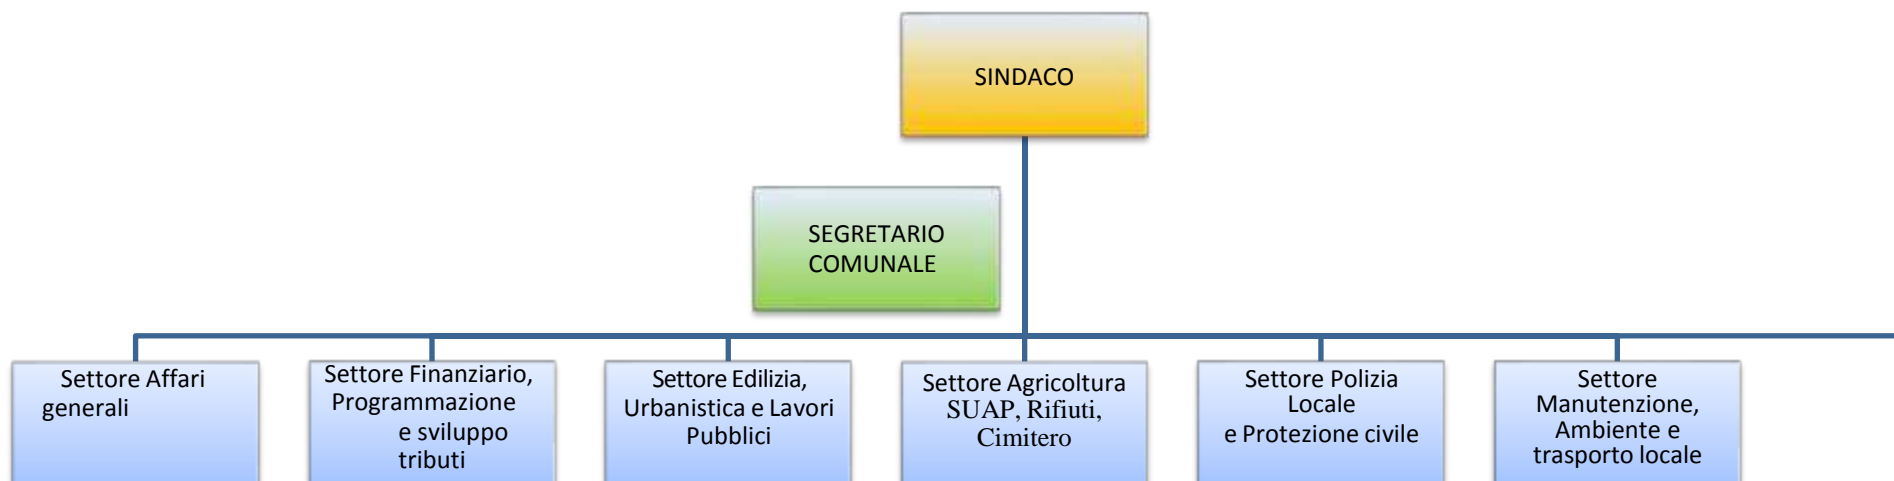 SINDACO
SEGRETARIO
COMUNALE
Settore Affari
generali
Settore Finanziario,
Programmazione
e sviluppo
tributi
Settore Edilizia,
Urbanistica e Lavori
Pubblici
Settore Agricoltura
SUAP, Rifiuti,
Cimitero
Settore Polizia
Locale
e Protezione civile
Settore
Manutenzione,
Ambiente e
trasporto locale